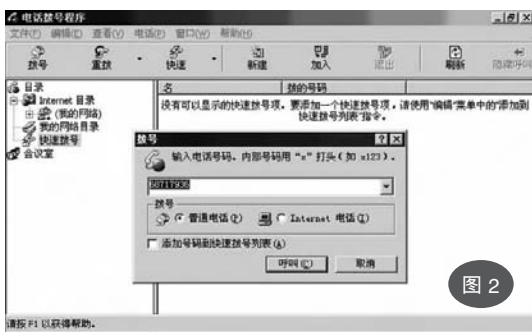 电话拨号程序
文件(F) 编辑(E) 查看(V) 电话(P) 窗口(W) 帮助(H)
拨号 重拨 快速 新建 加入 退出 刷新 隐藏呼叫
目录
Internet 目录
(我的网络)
我的网络目录
快速拨号
会议室
名 拨的号码
没有可以显示的快速拨号项。要添加一个快速拨号项，请使用"编辑"菜单中的"添加到
快速拨号列表"指令。
拨号
输入电话号码。内部号码用 "x" 打头(如 x123)。
68717936
拨号
普通电话(P) Internet 电话(I)
添加号码到快速拨号列表(A)
呼叫(C) 取消
图 2
请按 F1 以获得帮助。